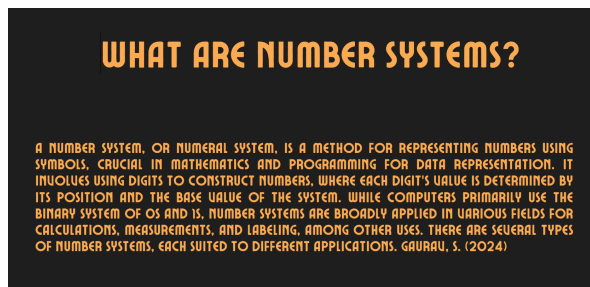 WHAT ARE NUMBER SYSTEMS?
A NUMBER SYSTEM, OR NUMERAL SYSTEM, IS A METHOD FOR REPRESENTING NUMBERS USING
SYMBOLS, CRUCIAL IN MATHEMATICS AND PROGRAMMING FOR DATA REPRESENTATION. IT
INVOLVES USING DIGITS TO CONSTRUCT NUMBERS, WHERE EACH DIGIT'S VALUE IS DETERMINED BY
ITS POSITION AND THE BASE VALUE OF THE SYSTEM. WHILE COMPUTERS PRIMARILY USE THE
BINARY SYSTEM OF 0S AND 1S, NUMBER SYSTEMS ARE BROADLY APPLIED IN VARIOUS FIELDS FOR
CALCULATIONS, MEASUREMENTS, AND LABELING, AMONG OTHER USES. THERE ARE SEVERAL TYPES
OF NUMBER SYSTEMS, EACH SUITED TO DIFFERENT APPLICATIONS. GAURAV, S. (2024)